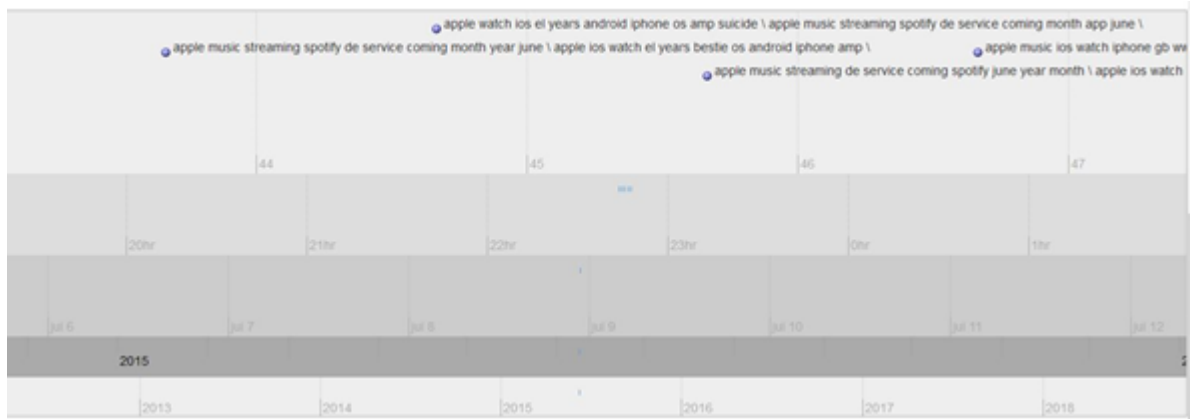 apple watch ios el years android iphone os amp suicide \ apple music streaming spotify de service coming month app june \
apple music streaming spotify de service coming month year june \ apple ios watch el years bestie os android iphone amp \
apple music ios watch iphone gb
apple music streaming de service coming spotify june year month \ apple ios watch
44 45 46 47
20hr 21hr 22hr 23hr 0hr 1hr
jul 6 jul 7 jul 8 jul 9 jul 10 jul 11 jul 12
2015
2013 2014 2015 2016 2017 2018